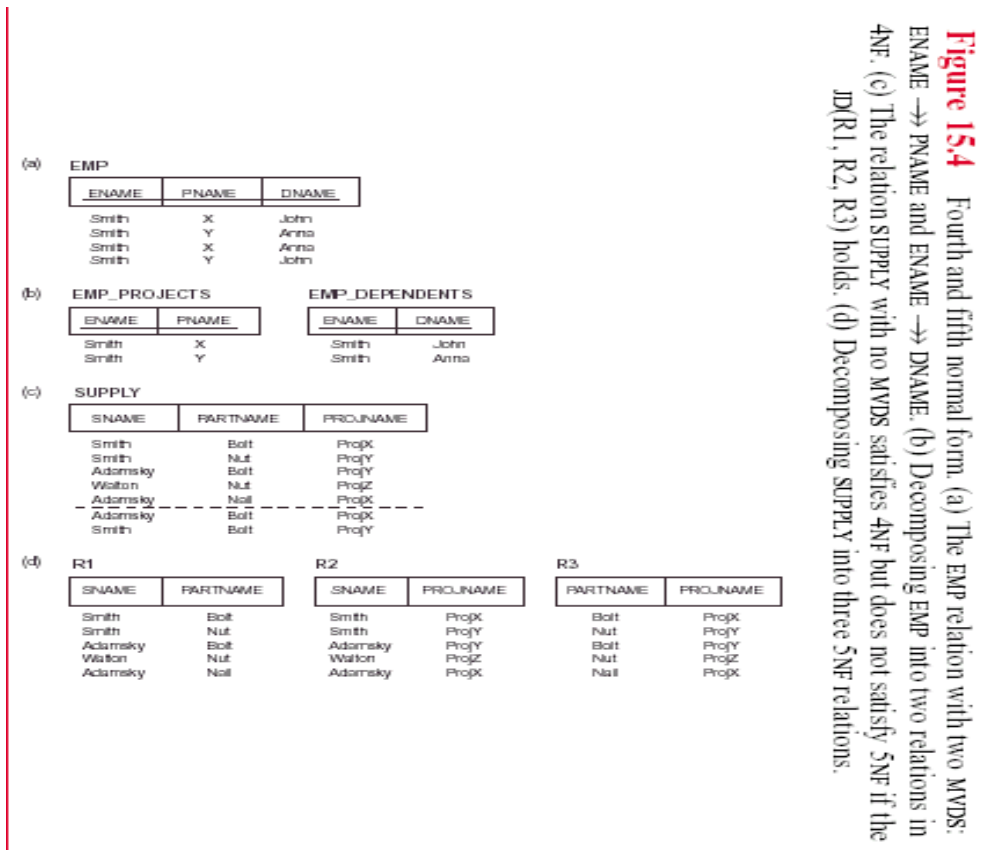 Figure 15.4 Fourth and fifth normal form. (a) The EMP relation with two MVDS:
ENAME →→ PNAME and ENAME →→ DNAME. (b) Decomposing EMP into two relations in
4NF. (c) The relation SUPPLY with no MVDS satisfies 4NF but does not satisfy 5NF if the
JD(R1, R2, R3) holds. (d) Decomposing SUPPLY into three 5NF relations.
(a) EMP
ENAME PNAME DNAME
Smith X John
Smith Y Anna
Smith X Anna
Smith Y John
(b) EMP_PROJECTS EMP_DEPENDENTS
ENAME PNAME ENAME DNAME
Smith X Smith John
Smith Y Smith Anna
(c) SUPPLY
SNAME PARTNAME PROJNAME
Smith Bolt ProjX
Smith Nut ProjY
Adamsky Bolt ProjY
Walton Nut ProjZ
Adamsky Nail ProjX
Adamsky Bolt ProjX
Smith Bolt ProjY
(d) R1 R2 R3
SNAME PARTNAME SNAME PROJNAME PARTNAME PROJNAME
Smith Bolt Smith ProjX Bolt ProjX
Smith Nut Smith ProjY Nut ProjY
Adamsky Bolt Adamsky ProjY Bolt ProjY
Walton Nut Walton ProjZ Nut ProjZ
Adamsky Nail Adamsky ProjX Nail ProjX